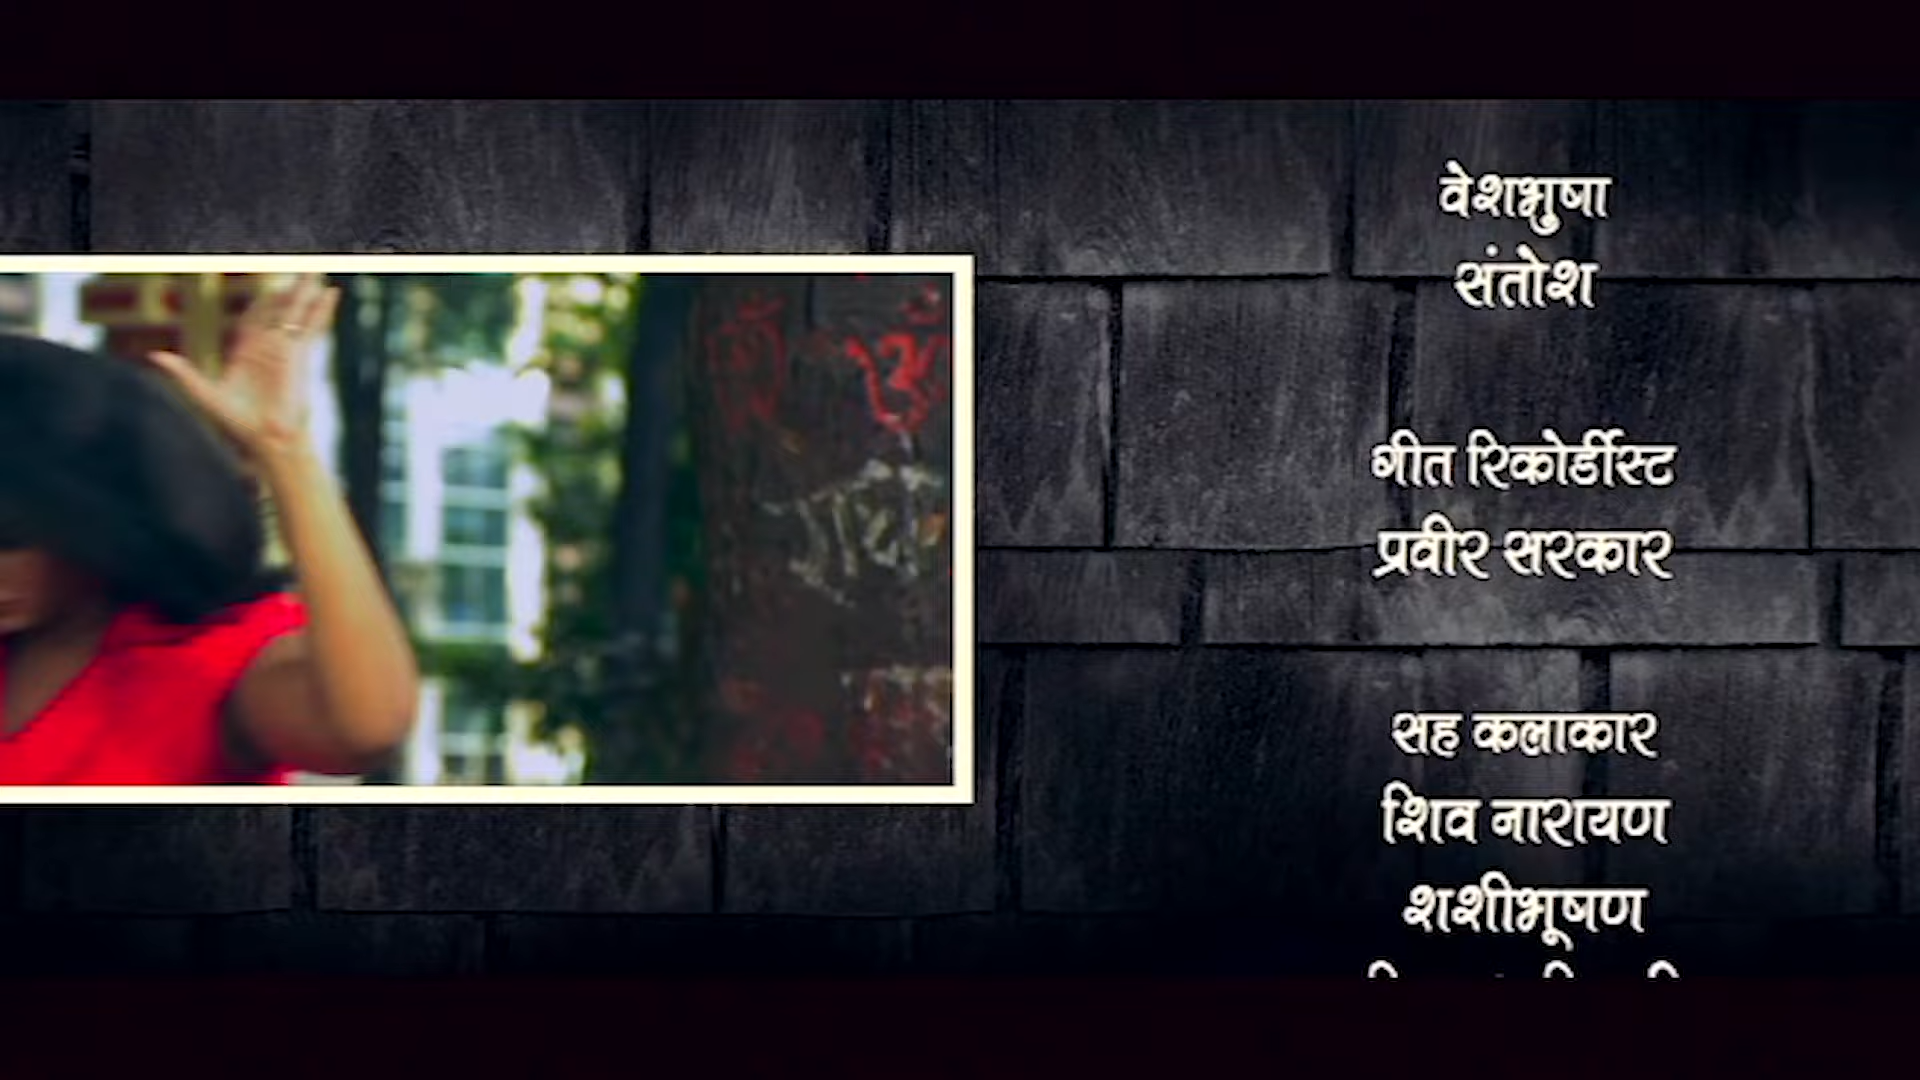 वेशभुषा
संतोश
गीत रिकोर्डीस्ट
प्रवीर सरकार
सह कलाकार
शिव नारायण
शशीभूषण